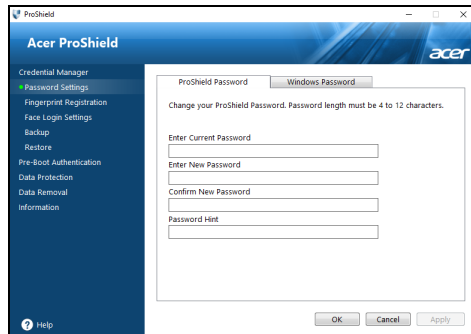 ProShield
Acer ProShield
acer
Credential Manager
Password Settings
Fingerprint Registration
Face Login Settings
Backup
Restore
Pre-Boot Authentication
Data Protection
Data Removal
Information
Help
ProShield Password
Windows Password
Change your ProShield Password. Password length must be 4 to 12 characters.
Enter Current Password
Enter New Password
Confirm New Password
Password Hint
OK
Cancel
Apply